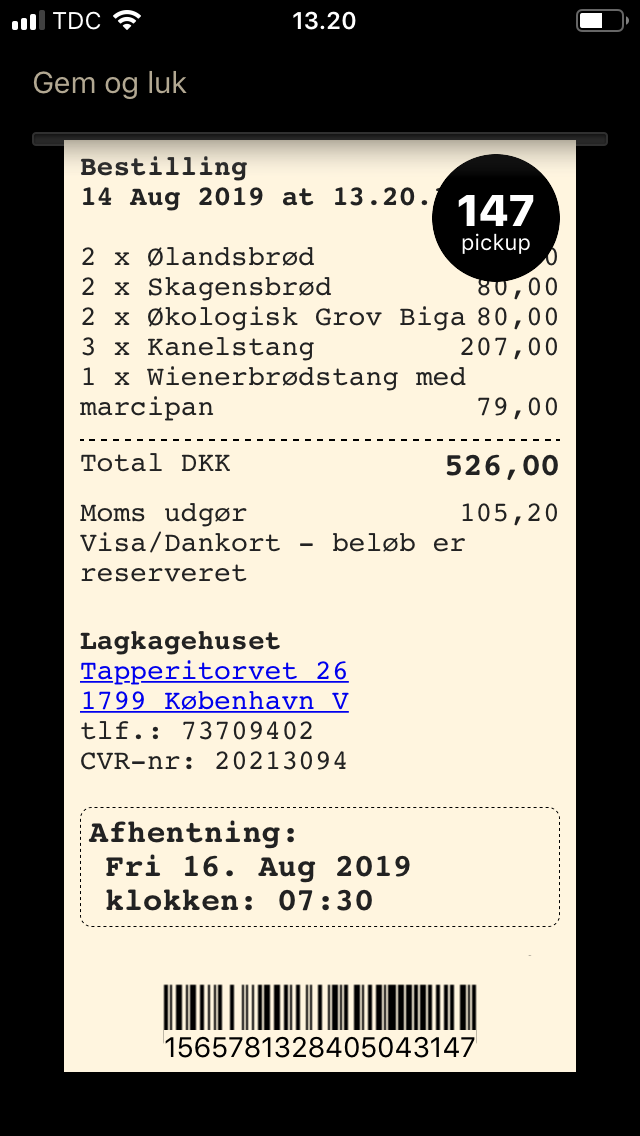 TDC 13.20
Gem og luk
Bestilling
14 Aug 2019 at 13.20.
147
pickup
2 x Ølandsbrød
2 x Skagensbrød 80,00
2 x Økologisk Grov Biga 80,00
3 x Kanelstang 207,00
1 x Wienerbrødstang med
marcipan 79,00
Total DKK 526,00
Moms udgør 105,20
Visa/Dankort - beløb er
reserveret
Lagkagehuset
Tapperitorvet 26
1799 København V
tlf.: 73709402
CVR-nr: 20213094
Afhentning:
Fri 16. Aug 2019
klokken: 07:30
1565781328405043147